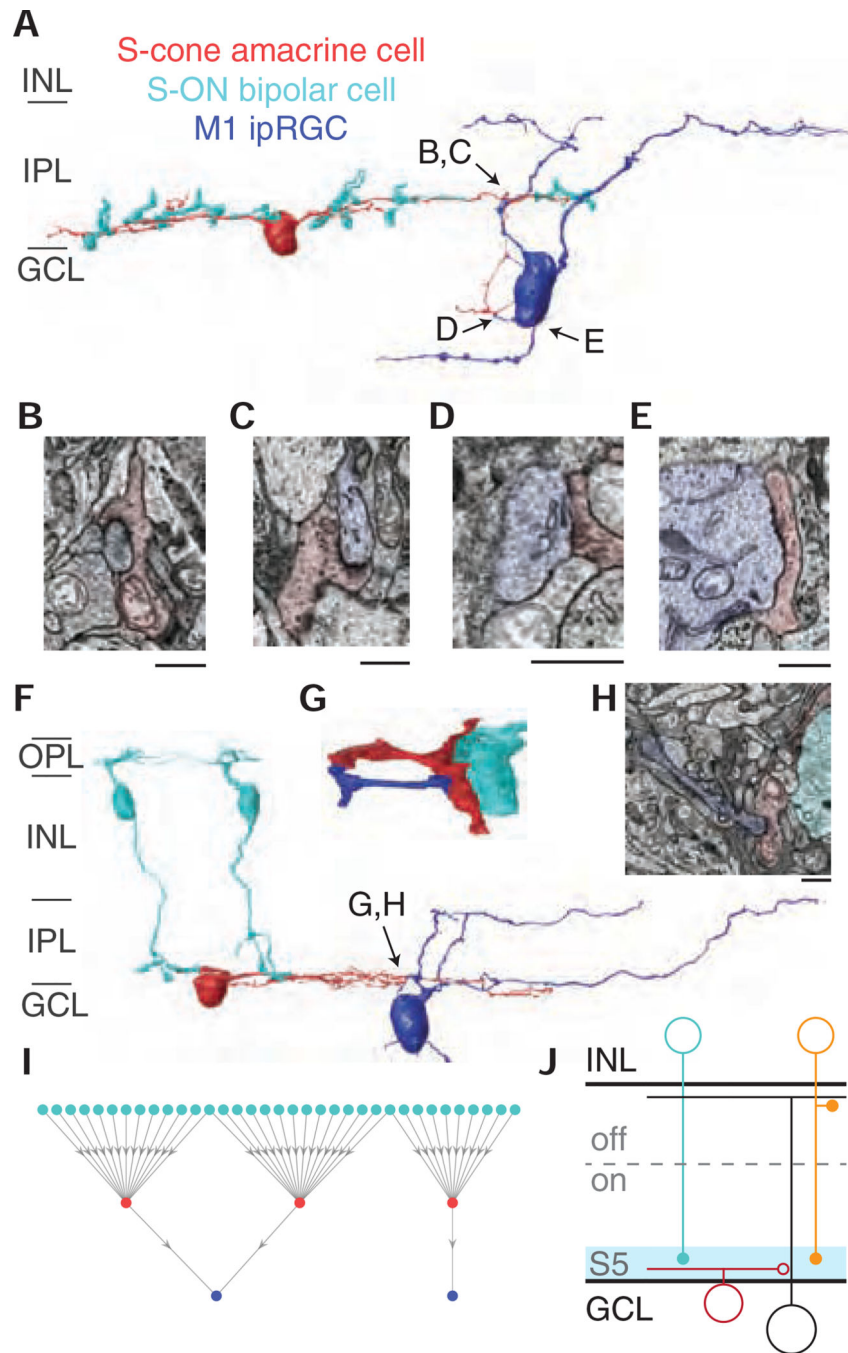 A
S-cone amacrine cell
S-ON bipolar cell
M1 ipRGC
INL
IPL
GCL
B,C
D
E
B
C
D
E
F
G
H
OPL
INL
IPL
GCL
G,H
I
J
INL
off
on
S5
GCL